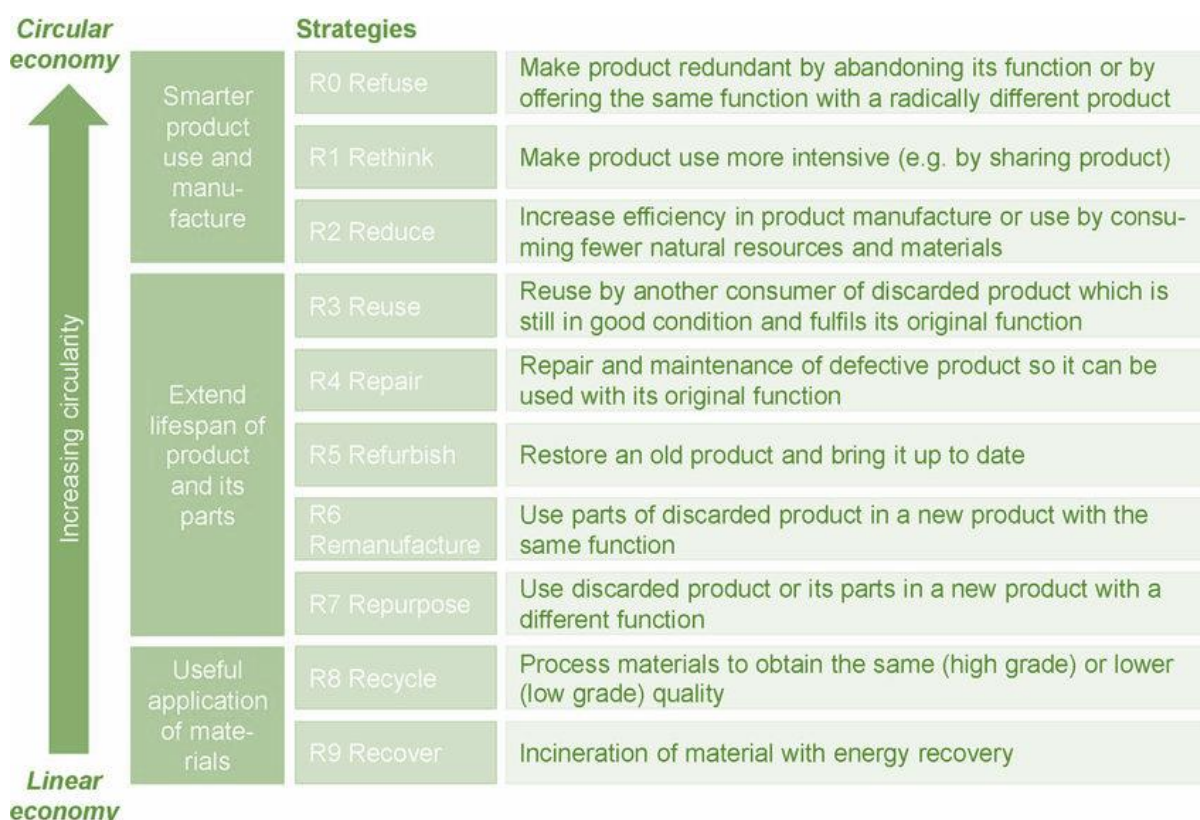 Circular
economy
Strategies
Increasing circularity
Linear
economy
Smarter
product
use and
manu-
facture
R0 Refuse
Make product redundant by abandoning its function or by
offering the same function with a radically different product
R1 Rethink
Make product use more intensive (e.g. by sharing product)
R2 Reduce
Increase efficiency in product manufacture or use by consu-
ming fewer natural resources and materials
Extend
lifespan of
product
and its
parts
R3 Reuse
Reuse by another consumer of discarded product which is
still in good condition and fulfils its original function
R4 Repair
Repair and maintenance of defective product so it can be
used with its original function
R5 Refurbish
Restore an old product and bring it up to date
R6
Remanufacture
Use parts of discarded product in a new product with the
same function
R7 Repurpose
Use discarded product or its parts in a new product with a
different function
Useful
application
of mate-
rials
R8 Recycle
Process materials to obtain the same (high grade) or lower
(low grade) quality
R9 Recover
Incineration of material with energy recovery